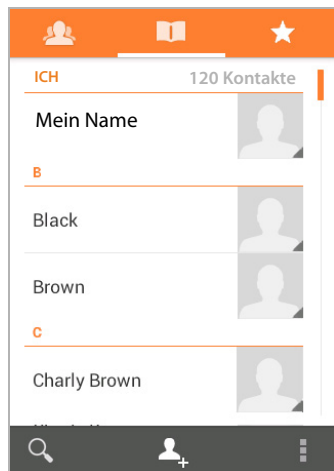 ICH 120 Kontakte
Mein Name
B
Black
Brown
C
Charly Brown